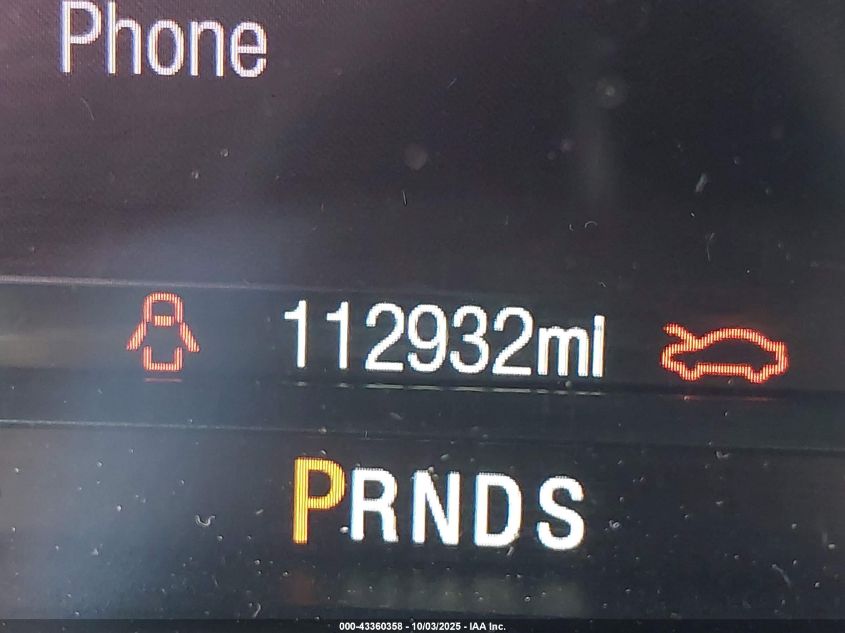 Phone
112932mi
PRNDS
000-43360358 - 10/03/2025 - IAA Inc.